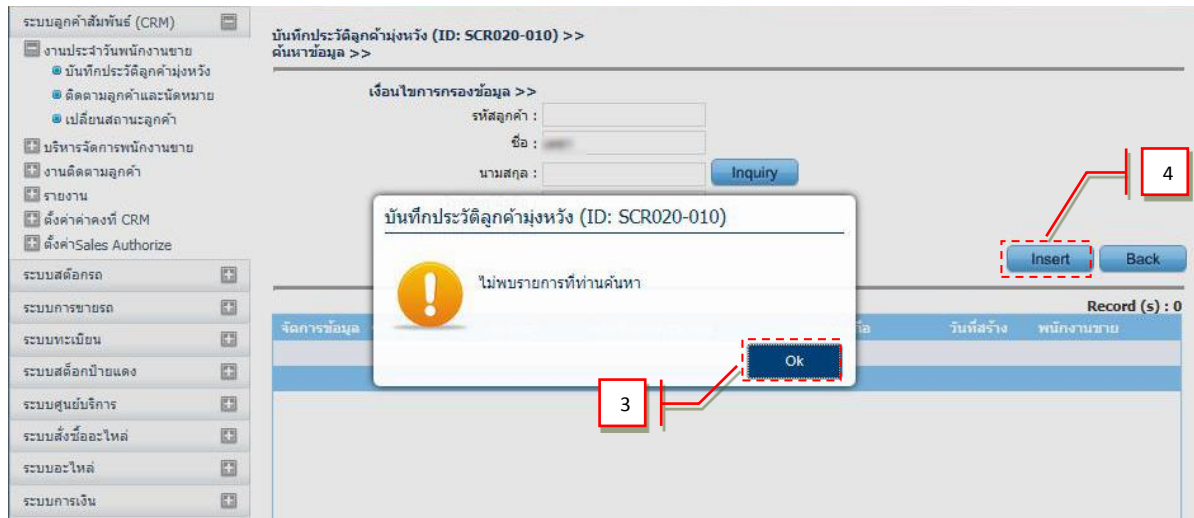 ระบบลูกค้าสัมพันธ์ (CRM)
งานประจำวันพนักงานขาย
บันทึกประวัติลูกค้ามุ่งหวัง
ติดตามลูกค้าและนัดหมาย
เปลี่ยนสถานะลูกค้า
บริหารจัดการพนักงานขาย
งานติดตามลูกค้า
รายงาน
ตั้งค่าค่าคงที่ CRM
ตั้งค่าSales Authorize
ระบบสต๊อกรถ
ระบบการขายรถ
ระบบทะเบียน
ระบบสต๊อกป้ายแดง
ระบบศูนย์บริการ
ระบบสั่งซื้ออะไหล่
ระบบอะไหล่
ระบบการเงิน
บันทึกประวัติลูกค้ามุ่งหวัง (ID: SCR020-010) >>
ค้นหาข้อมูล >>
เงื่อนไขการกรองข้อมูล >>
รหัสลูกค้า :
ชื่อ :
นามสกุล :
Inquiry
บันทึกประวัติลูกค้ามุ่งหวัง (ID: SCR020-010)
ไม่พบรายการที่ท่านค้นหา
Ok
3
4
Insert Back
Record (s) : 0
จัดการข้อมูล วันที่สร้าง พนักงานขาย